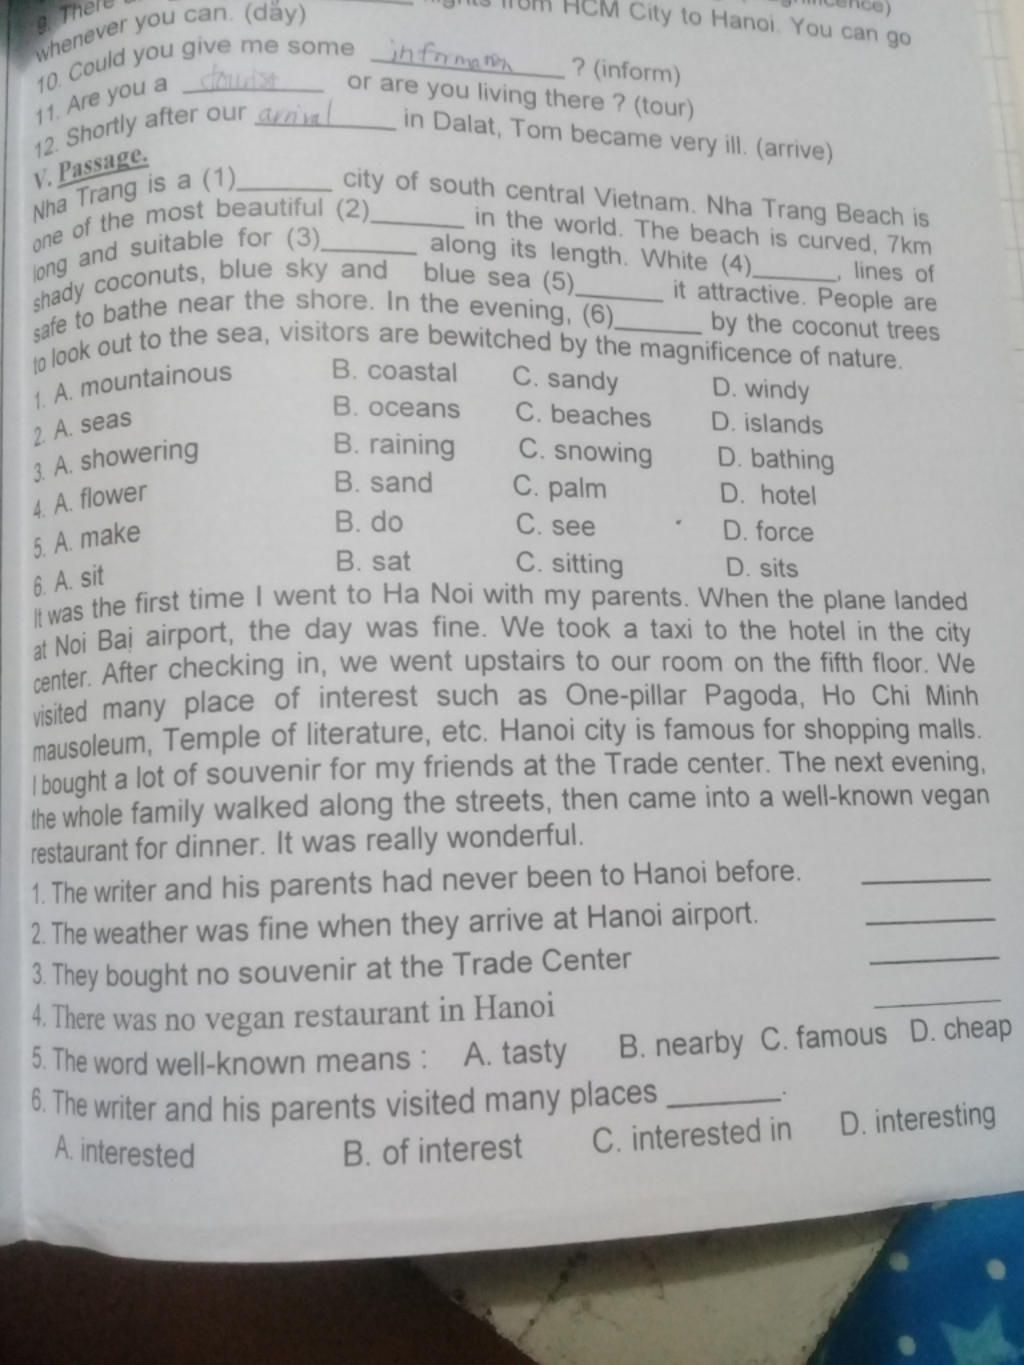 9. There from HCM City to Hanoi. You can go
whenever you can. (day)
10. Could you give me some information ? (inform)
11. Are you a tourist or are you living there ? (tour)
12. Shortly after our arrival in Dalat, Tom became very ill. (arrive)
V. Passage.
Nha Trang is a (1)______ city of south central Vietnam. Nha Trang Beach is
one of the most beautiful (2)______ in the world. The beach is curved, 7km
long and suitable for (3)______ along its length. White (4)______, lines of
shady coconuts, blue sky and blue sea (5)______ it attractive. People are
safe to bathe near the shore. In the evening, (6)______ by the coconut trees
to look out to the sea, visitors are bewitched by the magnificence of nature.
1. A. mountainous B. coastal C. sandy D. windy
2. A. seas B. oceans C. beaches D. islands
3. A. showering B. raining C. snowing D. bathing
4. A. flower B. sand C. palm D. hotel
5. A. make B. do C. see D. force
6. A. sit B. sat C. sitting D. sits
It was the first time I went to Ha Noi with my parents. When the plane landed
at Noi Bai airport, the day was fine. We took a taxi to the hotel in the city
center. After checking in, we went upstairs to our room on the fifth floor. We
visited many place of interest such as One-pillar Pagoda, Ho Chi Minh
mausoleum, Temple of literature, etc. Hanoi city is famous for shopping malls.
I bought a lot of souvenir for my friends at the Trade center. The next evening,
the whole family walked along the streets, then came into a well-known vegan
restaurant for dinner. It was really wonderful.
1. The writer and his parents had never been to Hanoi before. ______
2. The weather was fine when they arrive at Hanoi airport. ______
3. They bought no souvenir at the Trade Center ______
4. There was no vegan restaurant in Hanoi ______
5. The word well-known means : A. tasty B. nearby C. famous D. cheap
6. The writer and his parents visited many places ______.
A. interested B. of interest C. interested in D. interesting